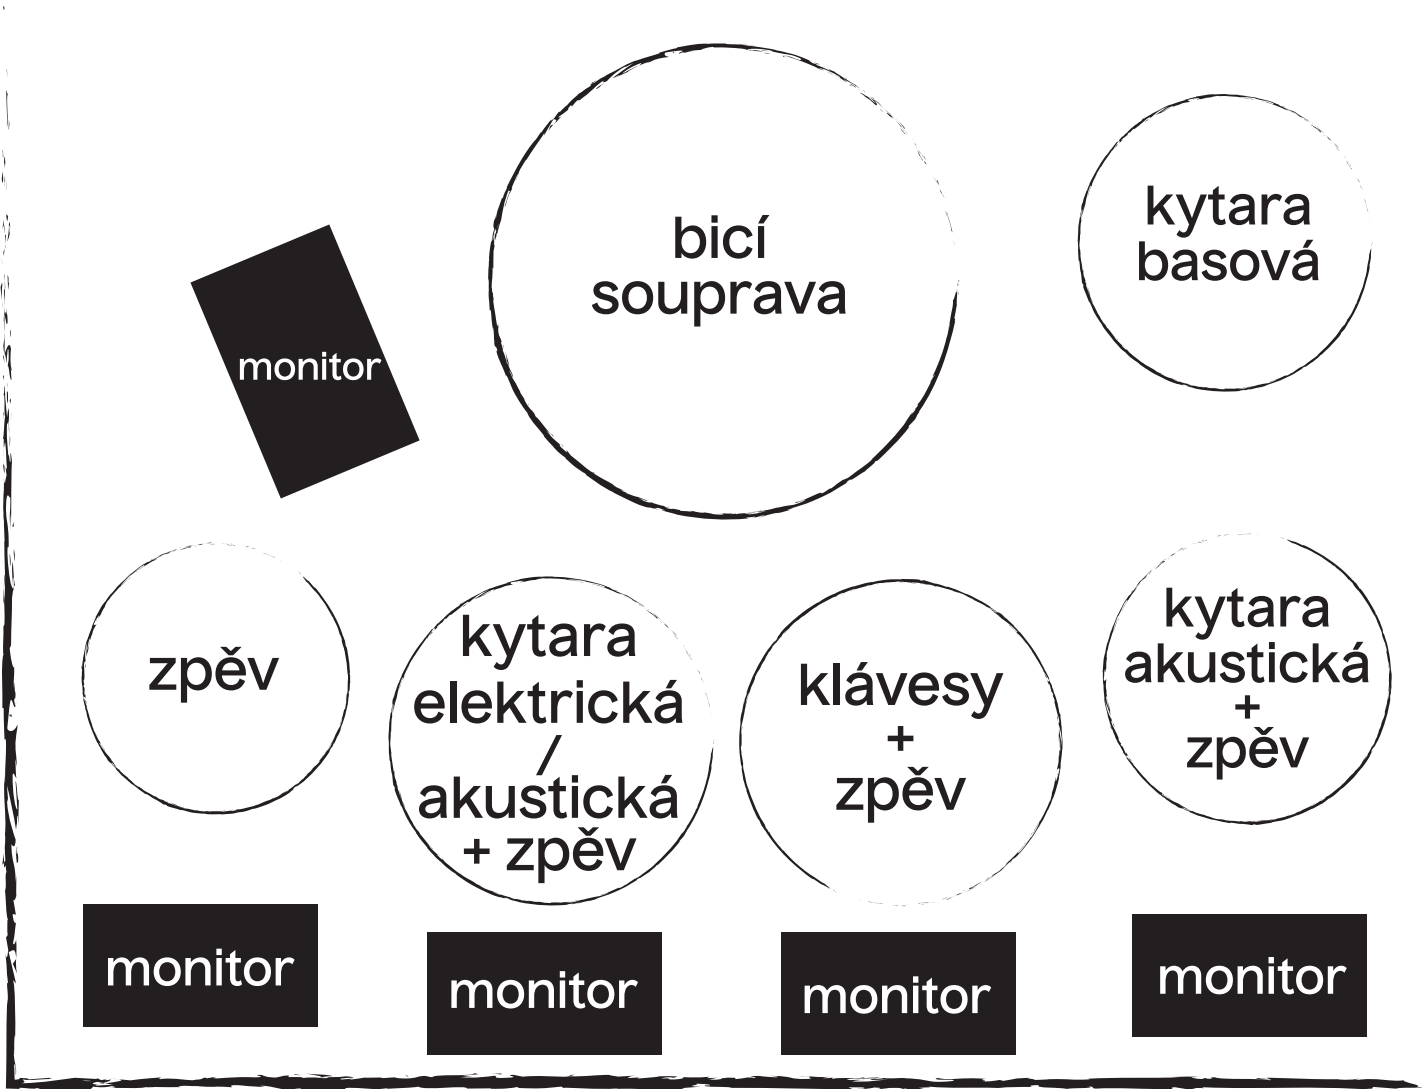 bicí
souprava
kytara
basová
monitor
zpěv
kytara
elektrická
/
akustická
+ zpěv
klávesy
+
zpěv
kytara
akustická
+
zpěv
monitor
monitor
monitor
monitor